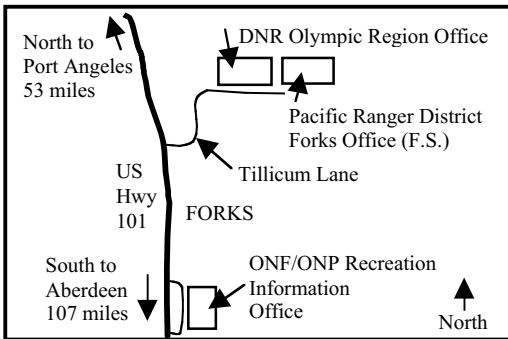 North to
Port Angeles
53 miles
DNR Olympic Region Office
Pacific Ranger District
Forks Office (F.S.)
Tillicum Lane
US
Hwy
101
FORKS
South to
Aberdeen
107 miles
ONF/ONP Recreation
Information
Office
North